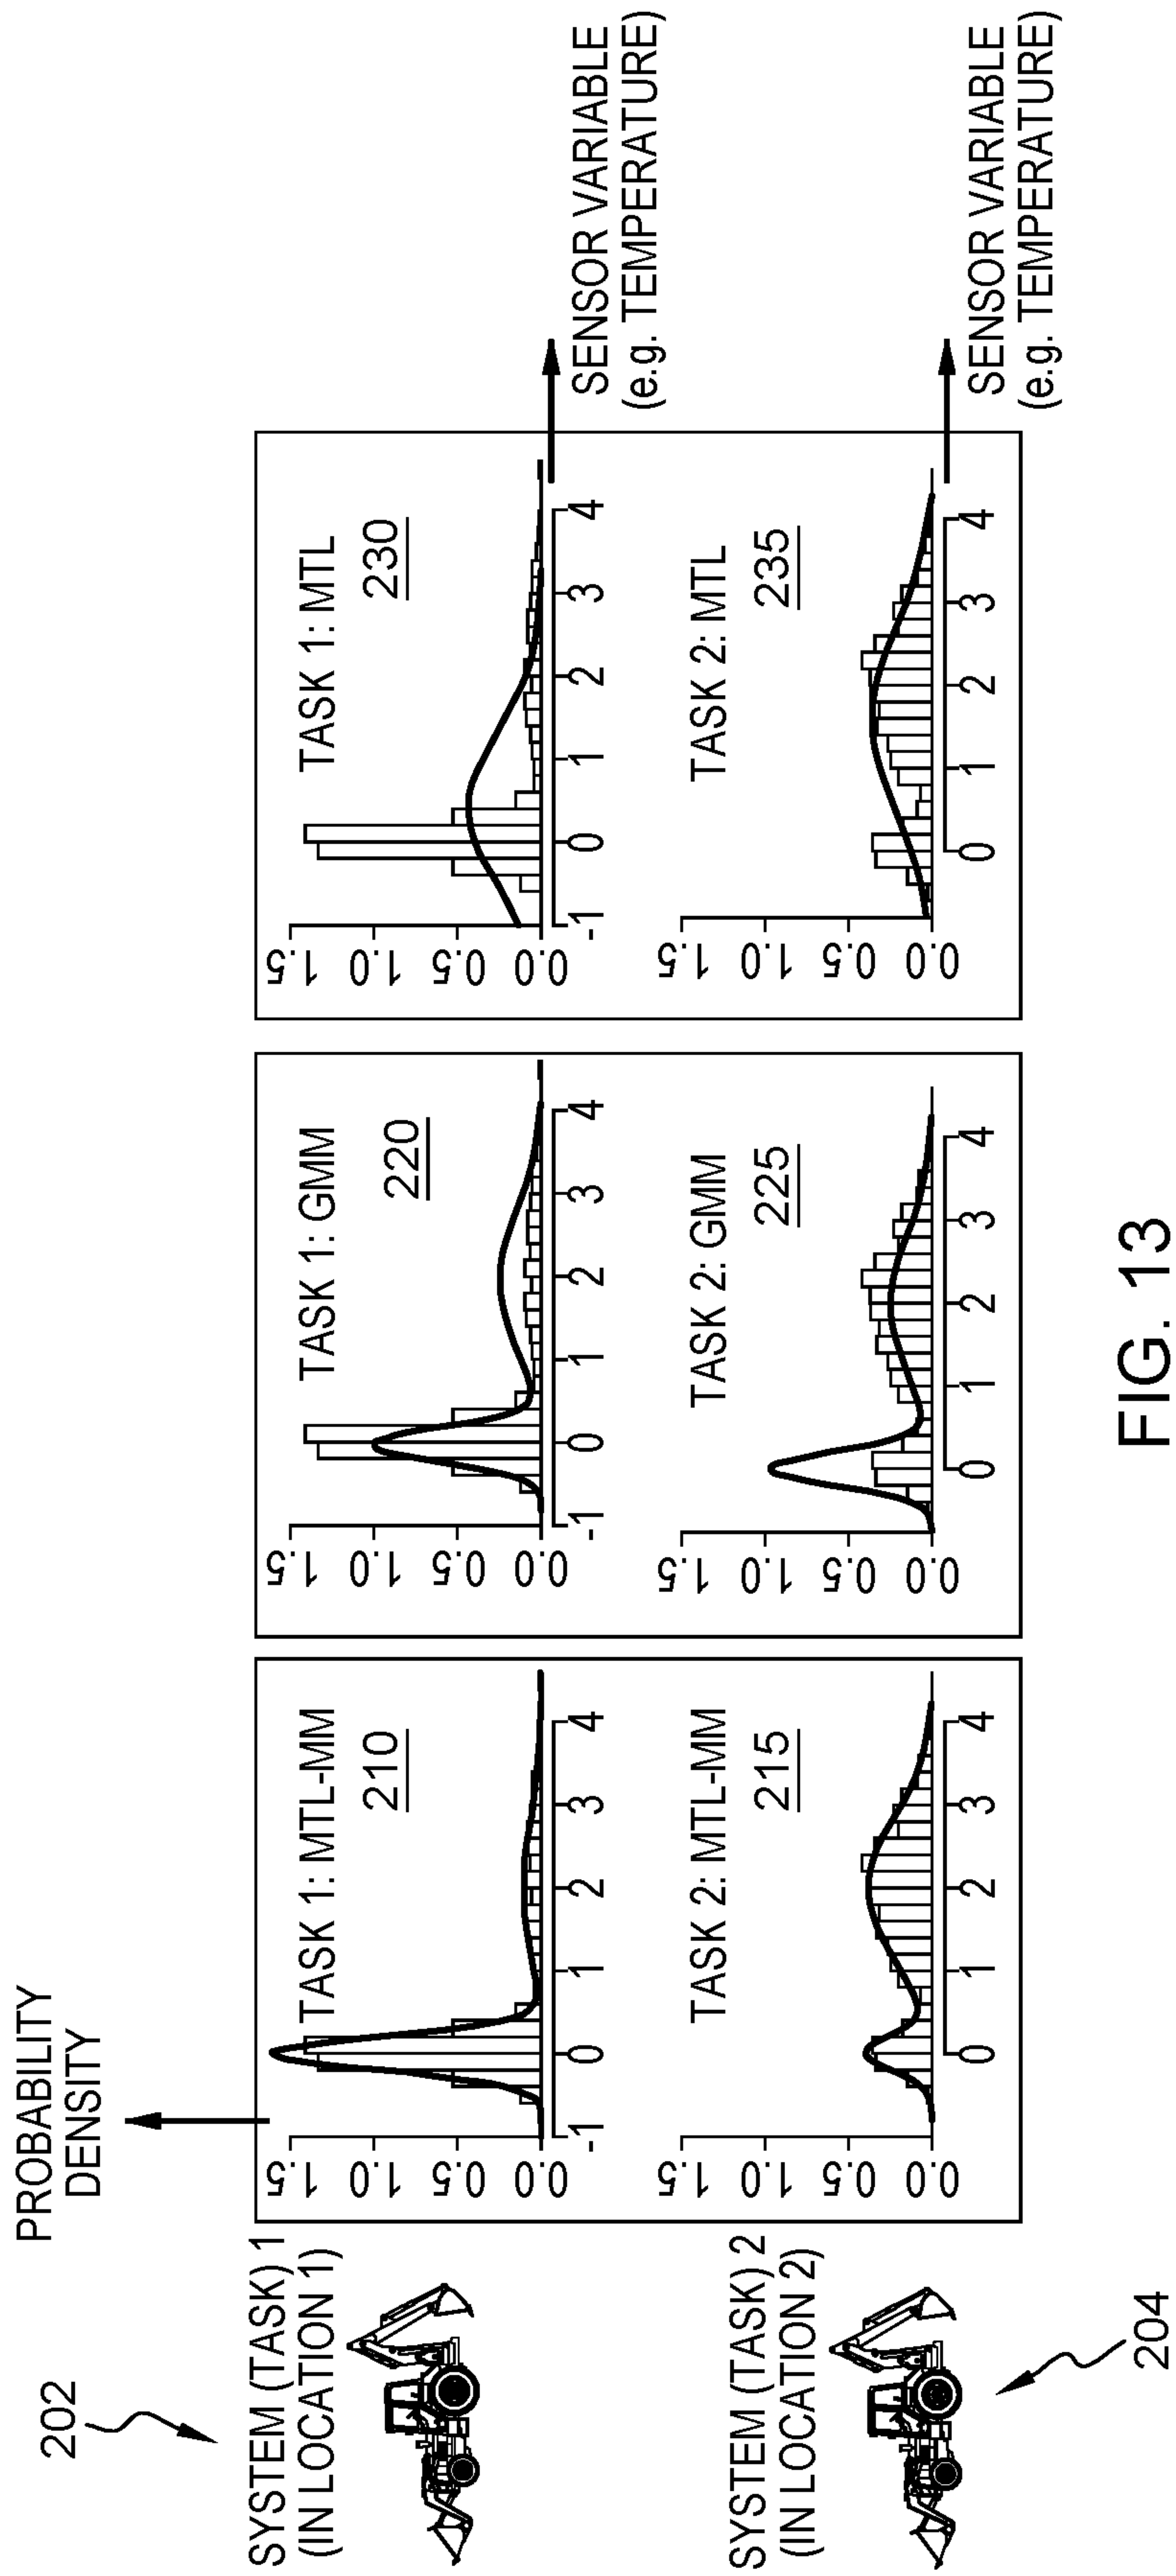 PROBABILITY
DENSITY
202
SYSTEM (TASK) 1
(IN LOCATION 1)
TASK 1: MTL-MM
210
1.5
1.0
0.5
0.0
-1 0 1 2 3 4
TASK 1: GMM
220
1.5
1.0
0.5
0.0
-1 0 1 2 3 4
TASK 1: MTL
230
1.5
1.0
0.5
0.0
-1 0 1 2 3 4
SENSOR VARIABLE
(e.g. TEMPERATURE)
SYSTEM (TASK) 2
(IN LOCATION 2)
204
TASK 2: MTL-MM
215
1.5
1.0
0.5
0.0
0 1 2 3 4
TASK 2: GMM
225
1.5
1.0
0.5
0.0
0 1 2 3 4
TASK 2: MTL
235
1.5
1.0
0.5
0.0
0 1 2 3 4
SENSOR VARIABLE
(e.g. TEMPERATURE)
FIG. 13